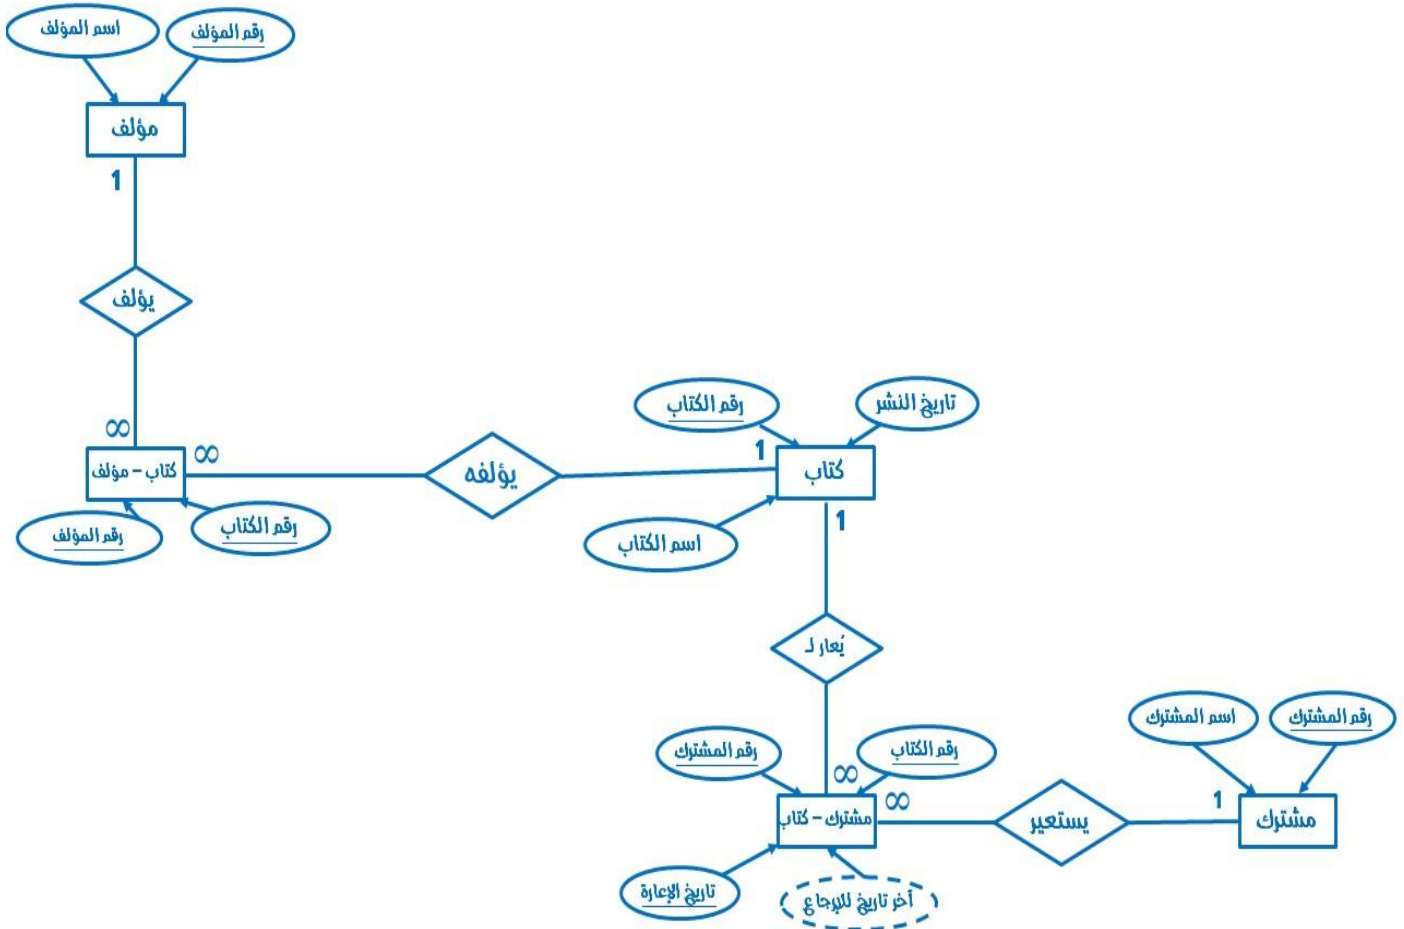 اسم المؤلف
رقم المؤلف
مؤلف
1
يؤلف
∞
∞
كتاب – مؤلف
رقم المؤلف
رقم الكتاب
يؤلفه
رقم الكتاب
تاريخ النشر
1
كتاب
اسم الكتاب
1
يُعار لـ
رقم المشترك
رقم الكتاب
∞
∞
مشترك – كتاب
تاريخ الإعارة
آخر تاريخ للإرجاع
يستعير
اسم المشترك
رقم المشترك
1
مشترك